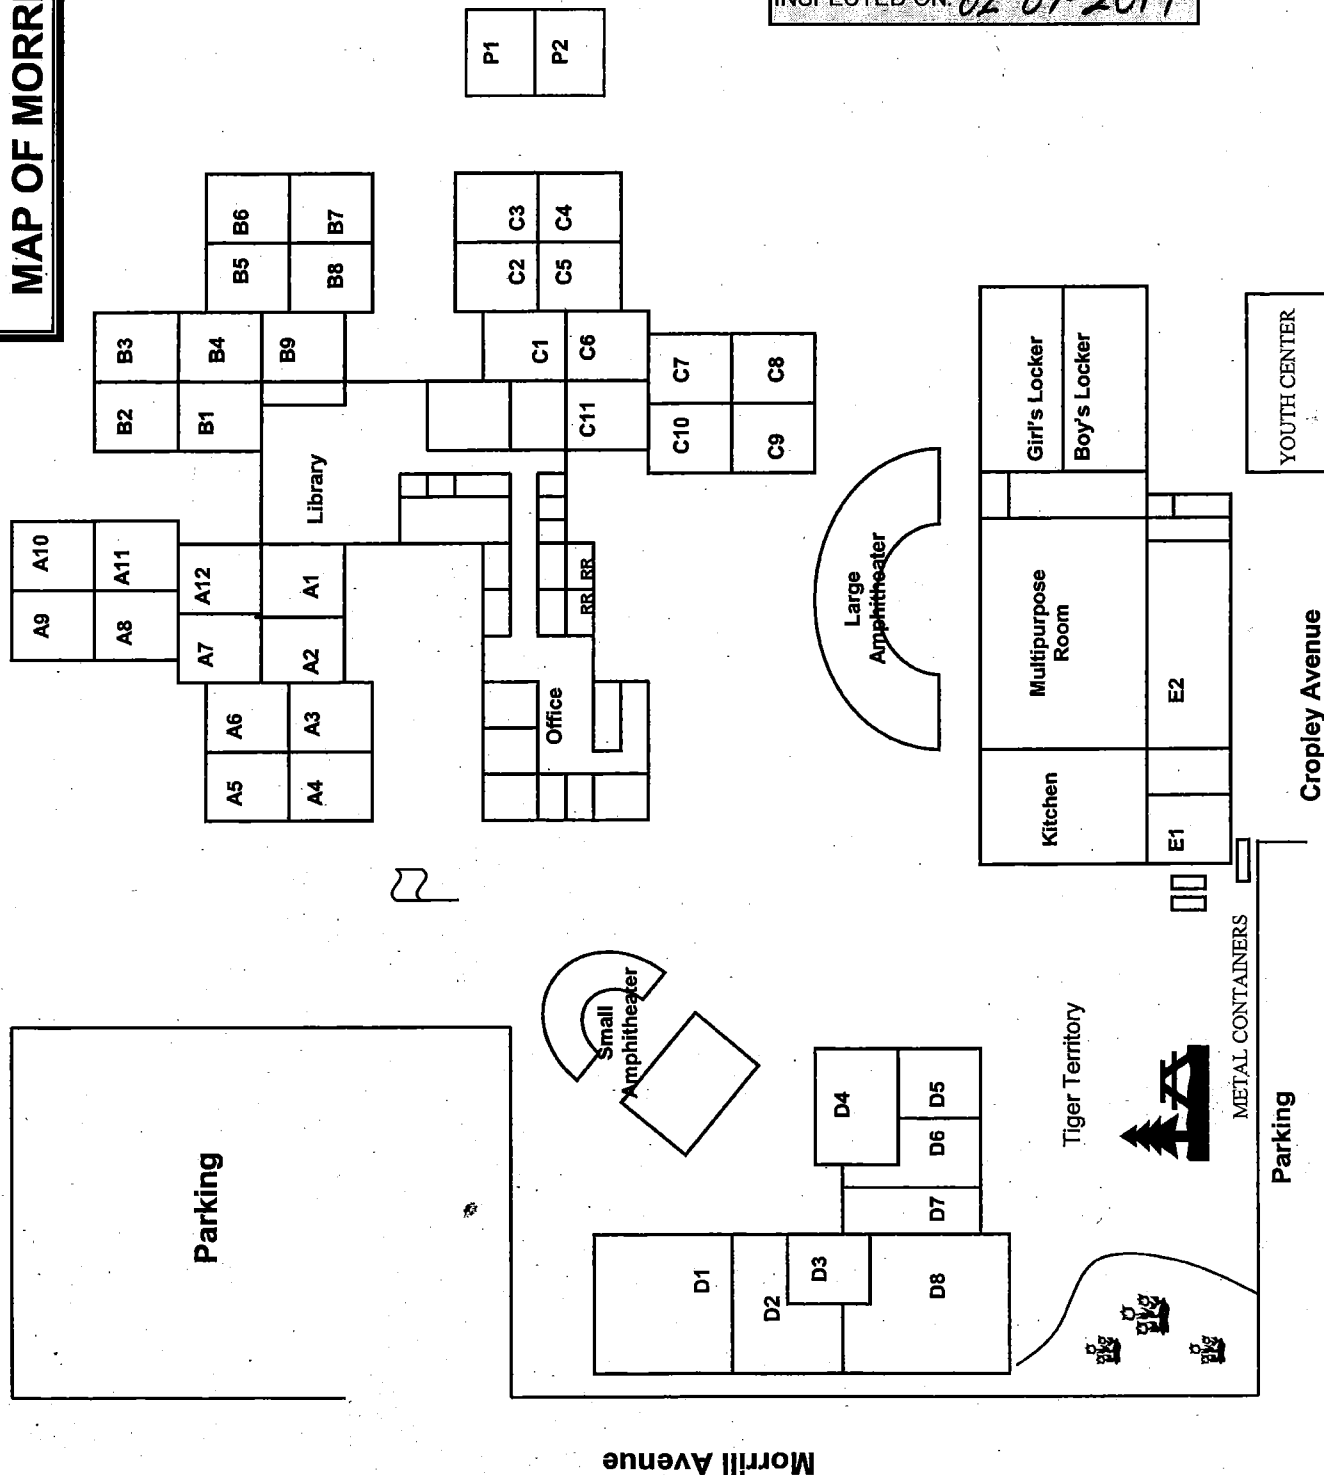 MAP OF MORR
INSPECTED ON: 02-01-2011
P1
P2
A10
A9
A11
A8
A12
A7
A1
A2
A6
A3
A5
A4
B3
B2
B4
B1
B9
B6
B5
B7
B8
Library
C3
C2
C4
C5
C1
C6
C11
C7
C10
C8
C9
RR
RR
Office
Large
Amphitheater
Girl's Locker
Boy's Locker
Multipurpose
Room
Kitchen
E2
E1
YOUTH CENTER
Cropley Avenue
Small
Amphitheater
Parking
D4
D5
D6
D7
D1
D2
D3
D8
Tiger Territory
METAL CONTAINERS
Parking
Morrill Avenue